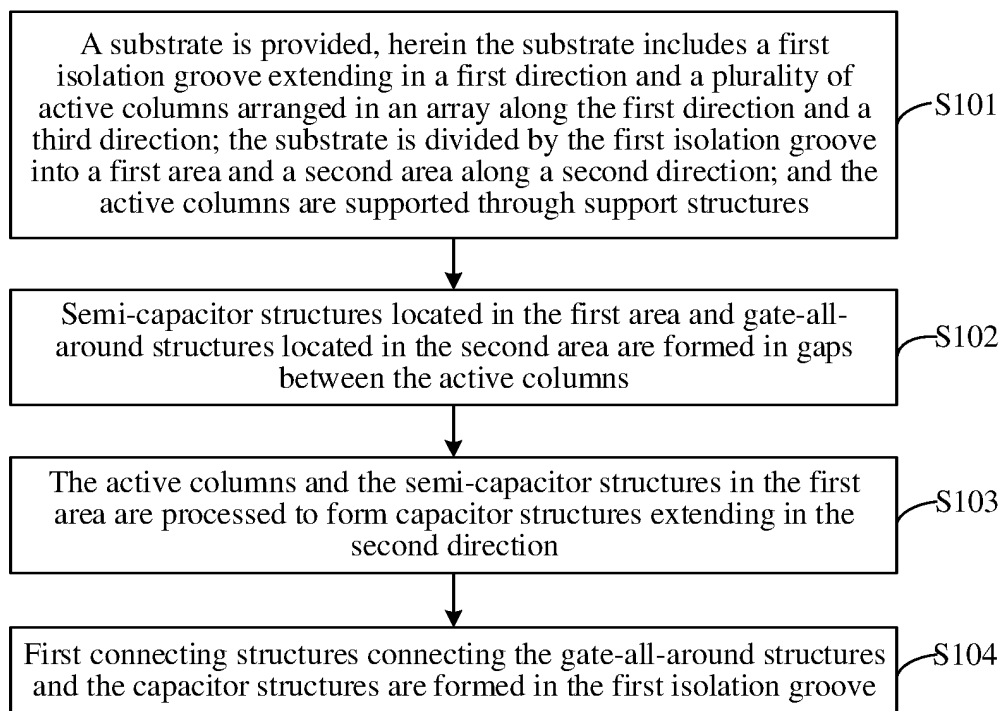 A substrate is provided, herein the substrate includes a first
isolation groove extending in a first direction and a plurality of
active columns arranged in an array along the first direction and a
third direction; the substrate is divided by the first isolation groove
into a first area and a second area along a second direction; and the
active columns are supported through support structures
S101
Semi-capacitor structures located in the first area and gate-all-
around structures located in the second area are formed in gaps
between the active columns
S102
The active columns and the semi-capacitor structures in the first
area are processed to form capacitor structures extending in the
second direction
S103
First connecting structures connecting the gate-all-around structures
and the capacitor structures are formed in the first isolation groove
S104